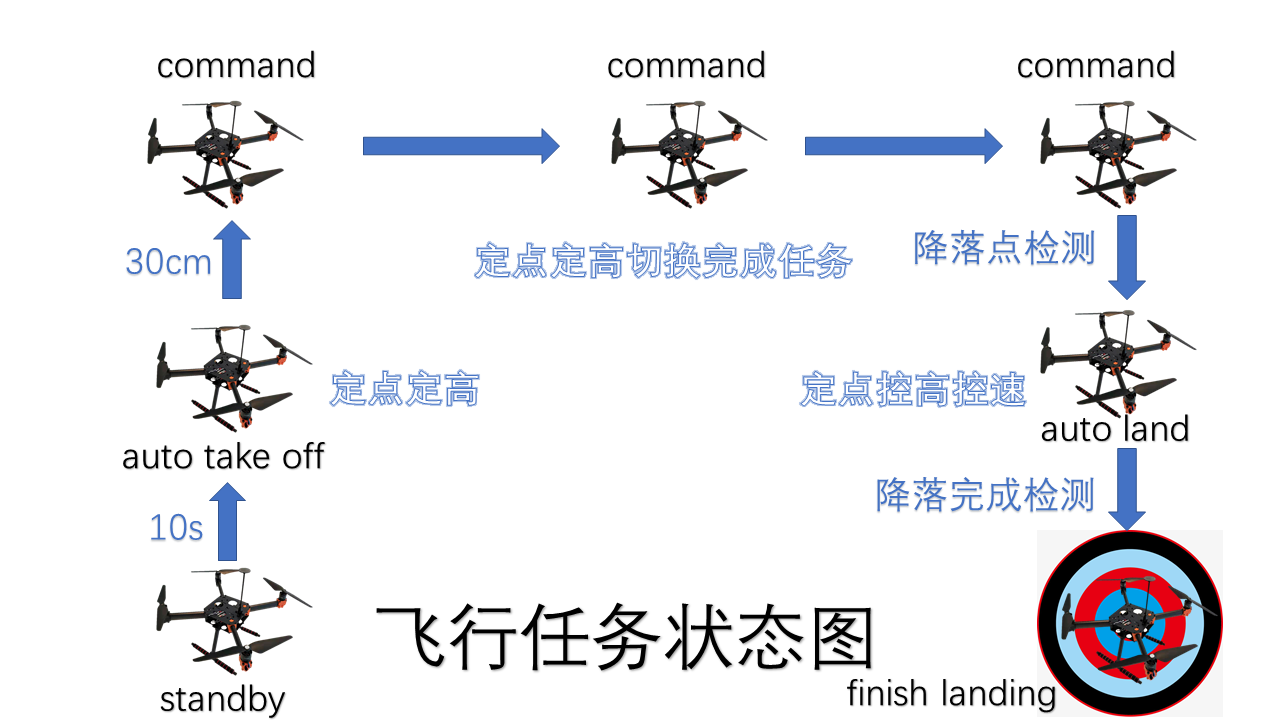 command
command
command
30cm
定点定高切换完成任务
降落点检测
定点定高
定点控高控速
auto take off
auto land
10s
降落完成检测
飞行任务状态图
standby
finish landing